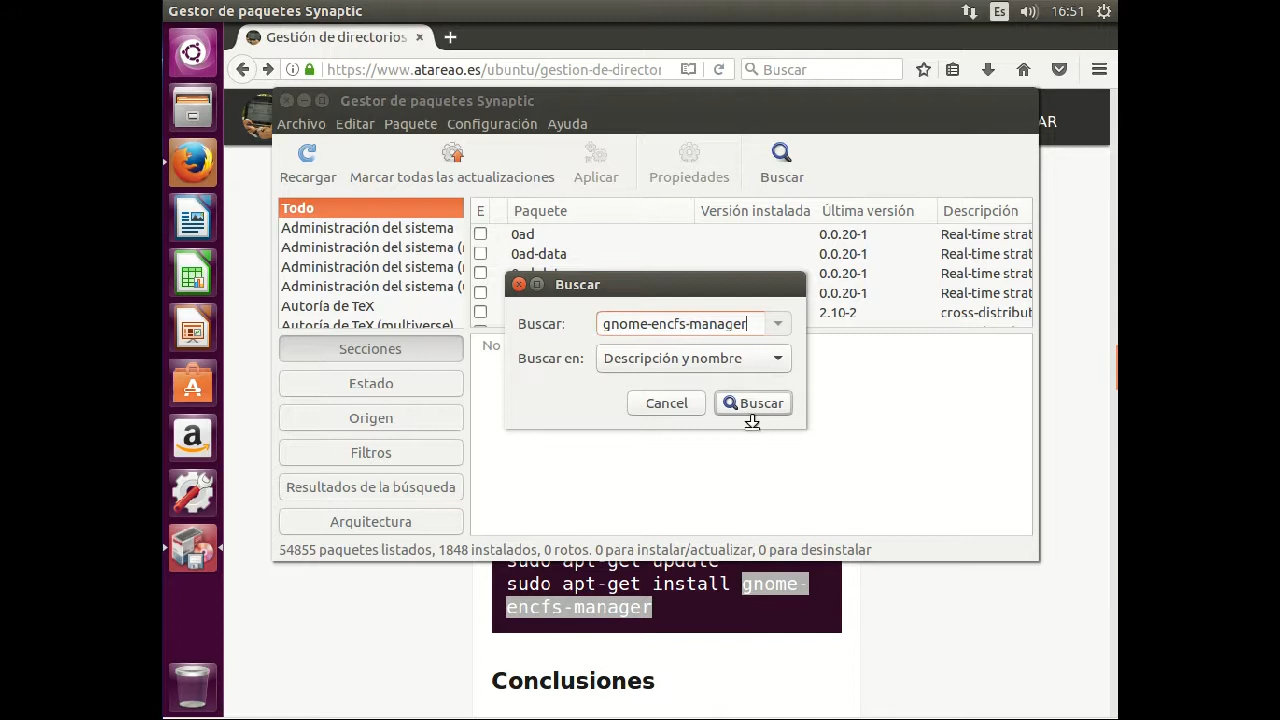 Gestor de paquetes Synaptic
Es
16:51
Gestión de directorios
https://www.atareao.es/ubuntu/gestion-de-director
Buscar
AR
Gestor de paquetes Synaptic
Archivo Editar Paquete Configuración Ayuda
Recargar Marcar todas las actualizaciones Aplicar Propiedades Buscar
Todo
Administración del sistema
Administración del sistema (
Administración del sistema (
Administración del sistema (
Autoría de TeX
Autoría de TeX (multiverse)
E Paquete Versión instalada Última versión Descripción
0ad 0.0.20-1 Real-time strat
0ad-data 0.0.20-1 Real-time strat
0.0.20-1 Real-time strat
0.0.20-1 Real-time strat
2.10-2 cross-distribut
Secciones
Estado
Origen
Filtros
Resultados de la búsqueda
Arquitectura
No
Buscar
Buscar: gnome-encfs-manager
Buscar en: Descripción y nombre
Cancel Buscar
54855 paquetes listados, 1848 instalados, 0 rotos. 0 para instalar/actualizar, 0 para desinstalar
sudo apt-get update
sudo apt-get install gnome-
encfs-manager
Conclusiones